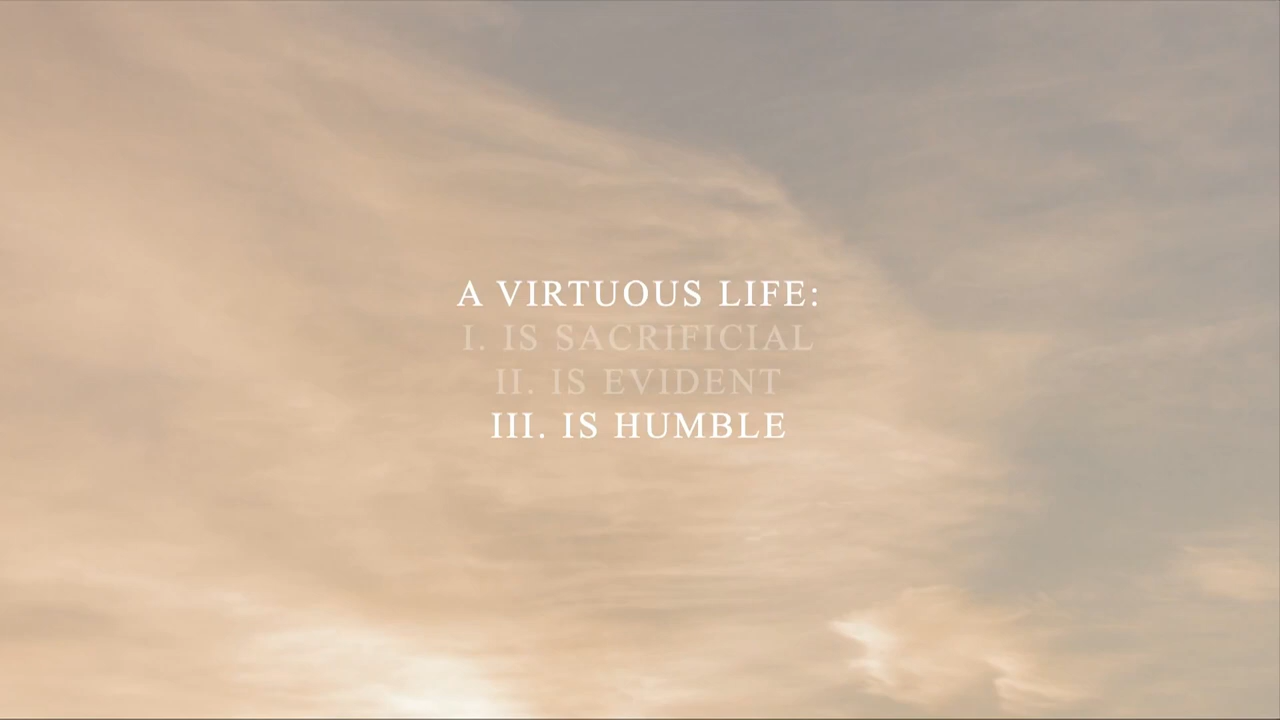 A VIRTUOUS LIFE:
I. IS SACRIFICIAL
II. IS EVIDENT
III. IS HUMBLE